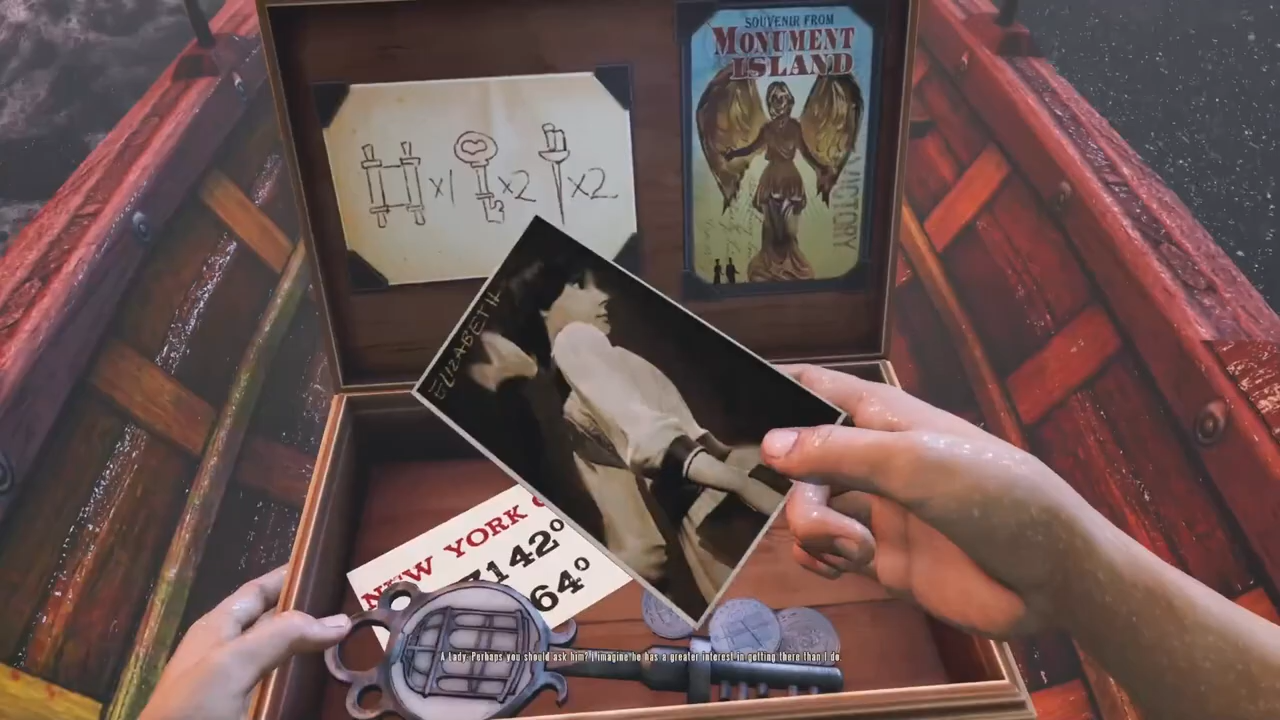 SOUVENIR FROM
MONUMENT
ISLAND
x1
x2
x2
ELIZABETH
NEW YORK
142°
64°
A Lady: Perhaps you should ask him? I imagine he has a greater interest in getting there than I do.